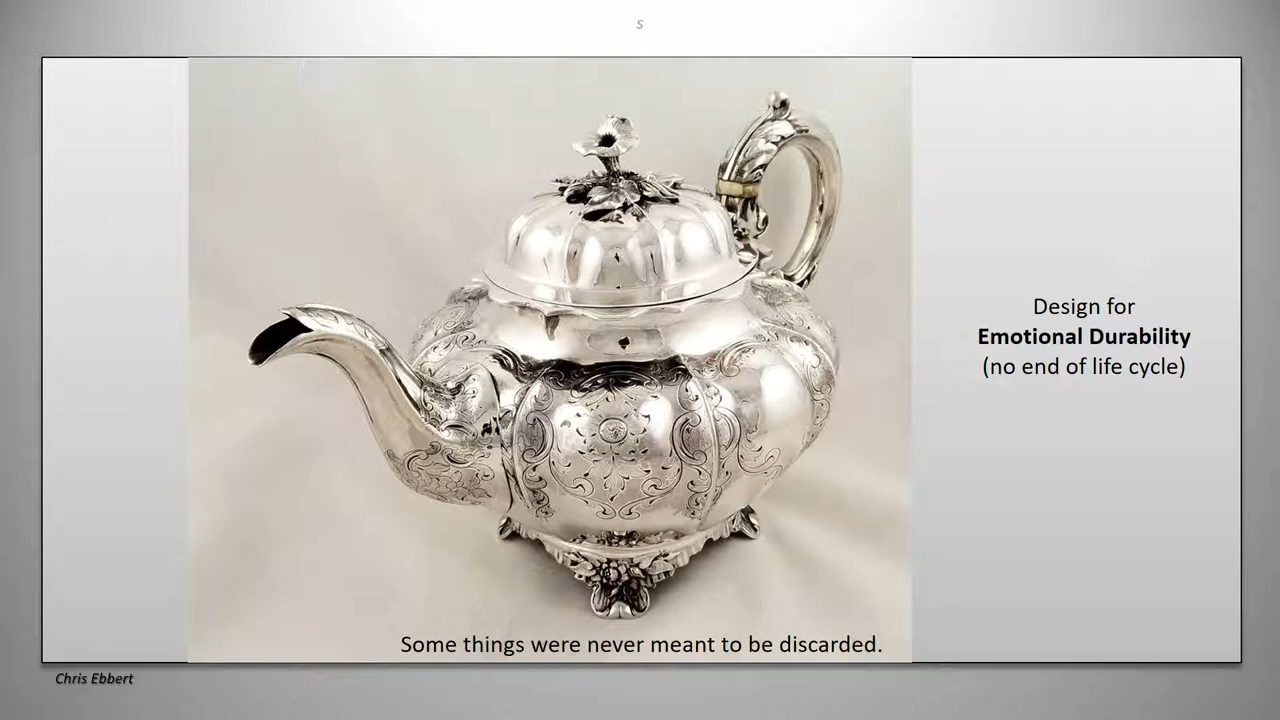 s
Design for
Emotional Durability
(no end of life cycle)
Some things were never meant to be discarded.
Chris Ebbert